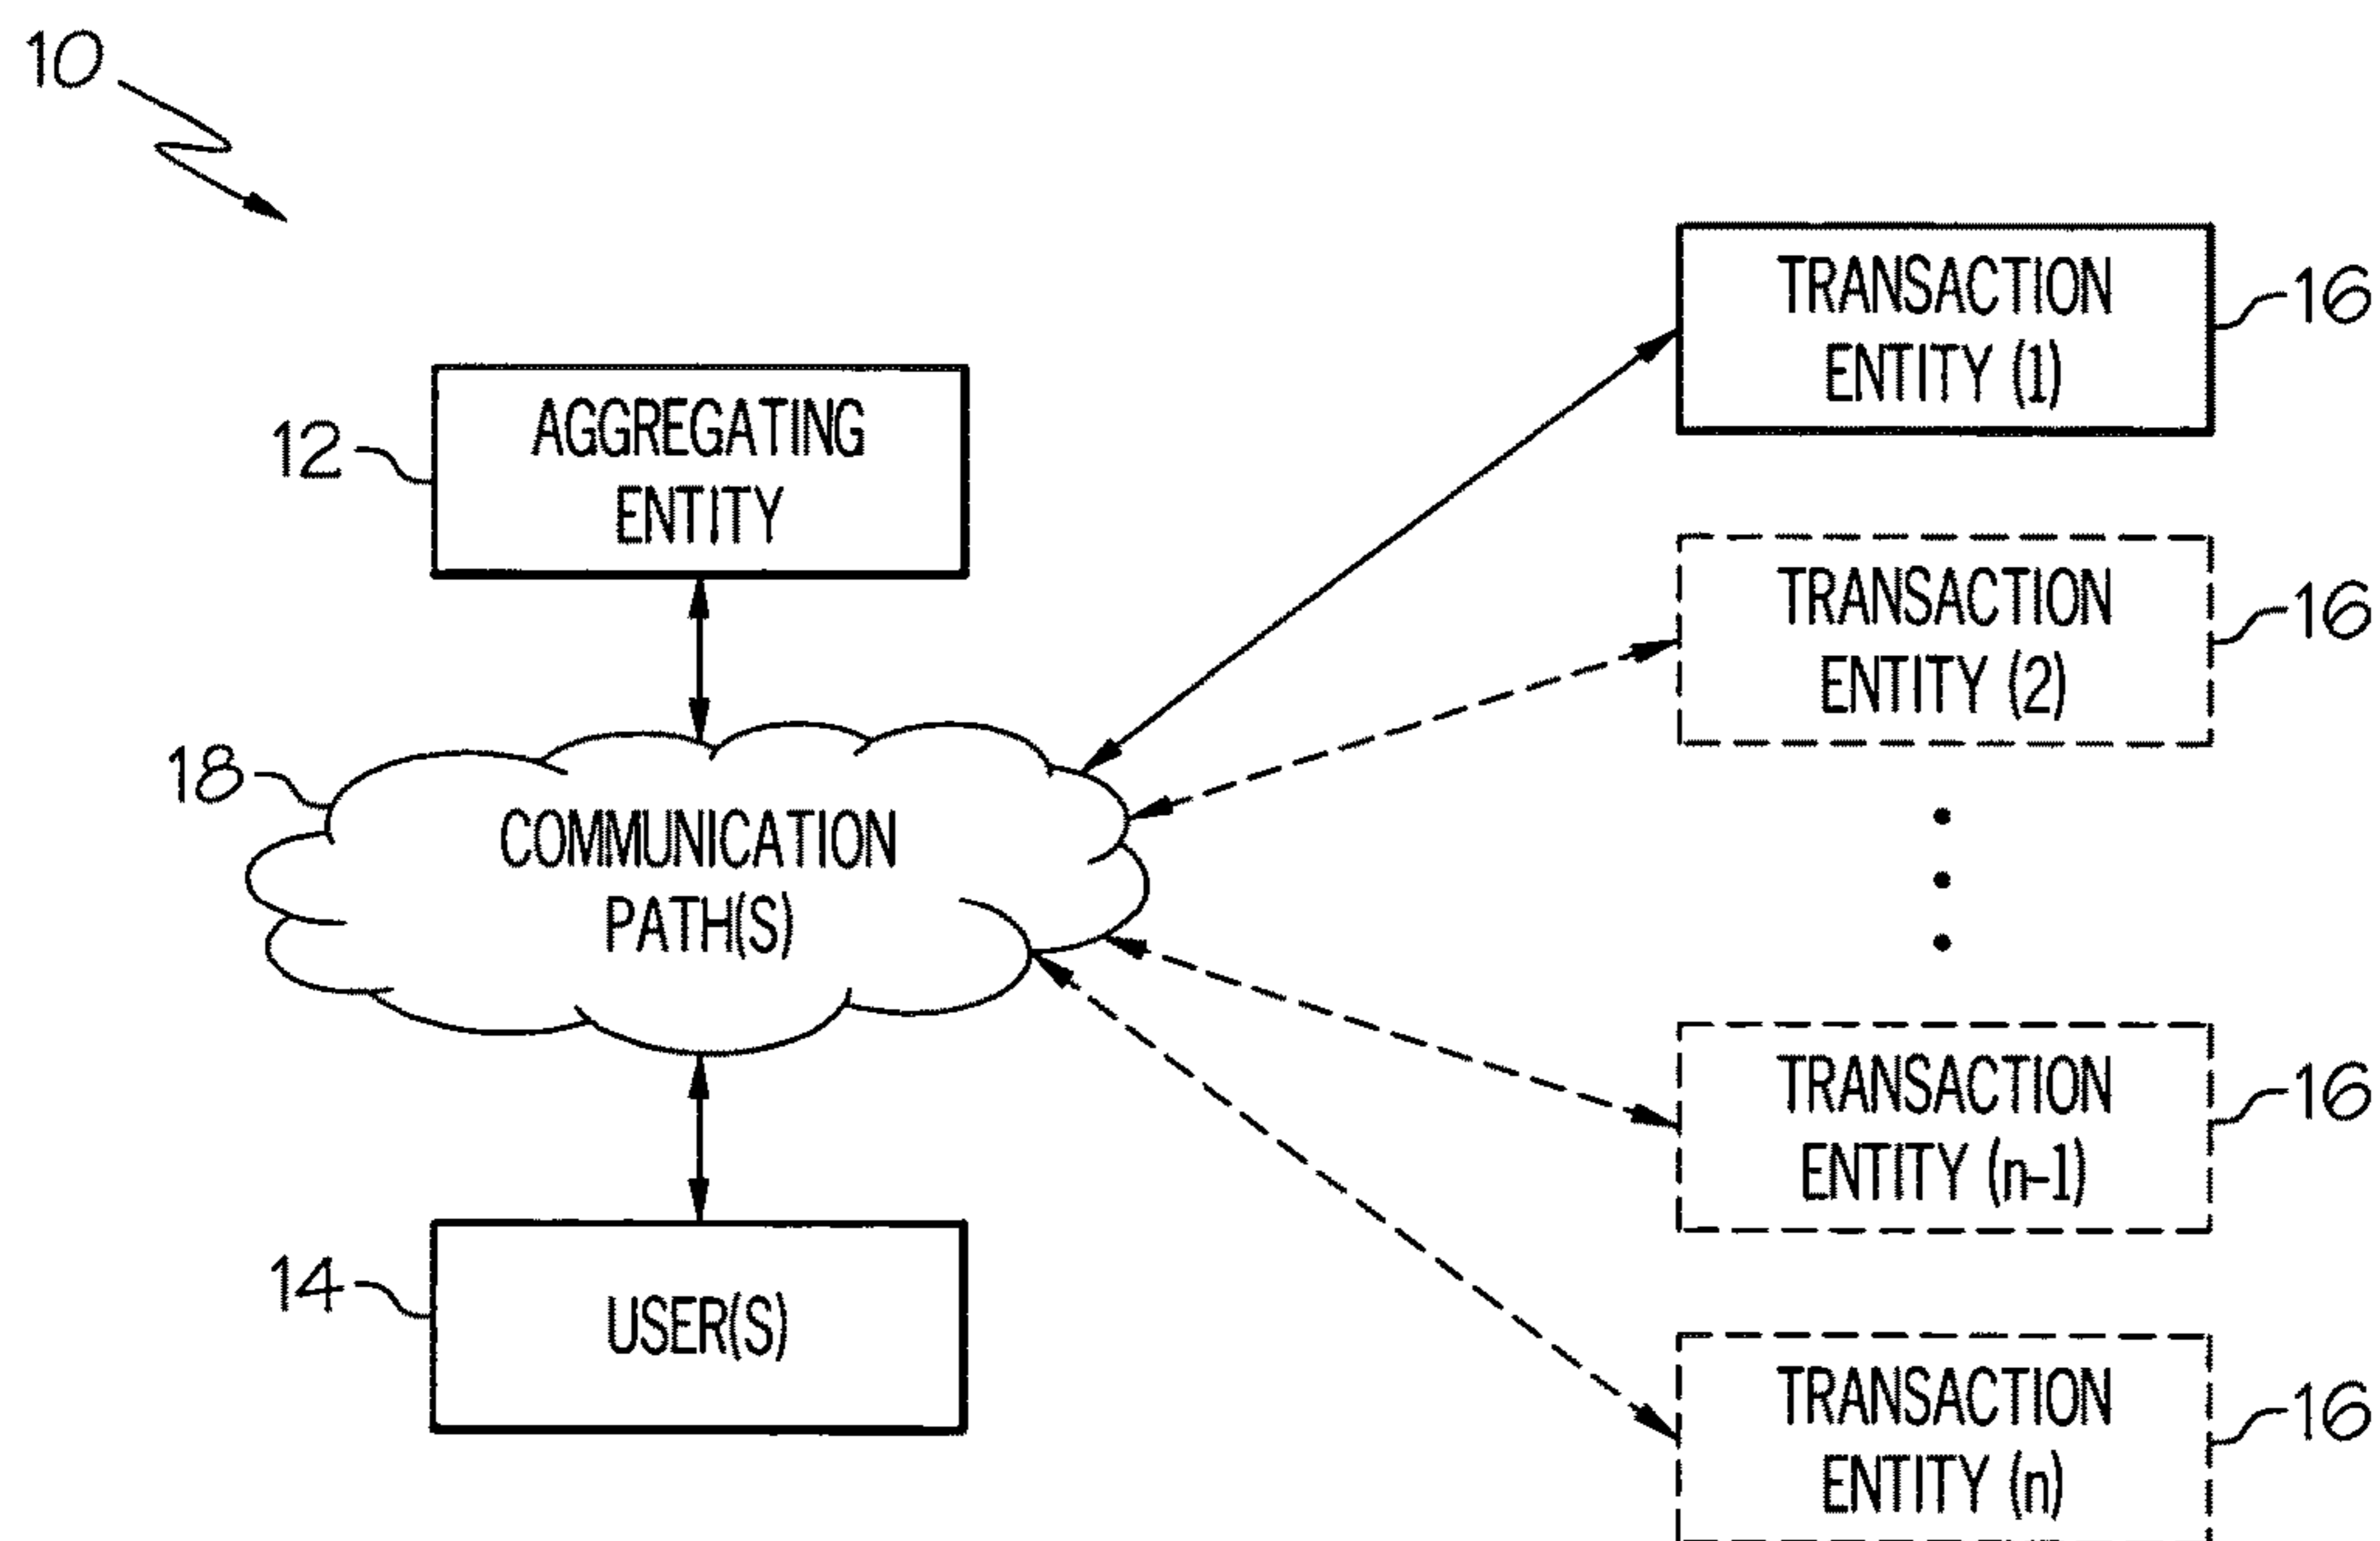 10
12
AGGREGATING
ENTITY
18
COMMUNICATION
PATH(S)
14
USER(S)
TRANSACTION
ENTITY (1)
16
TRANSACTION
ENTITY (2)
16
TRANSACTION
ENTITY (n-1)
16
TRANSACTION
ENTITY (n)
16